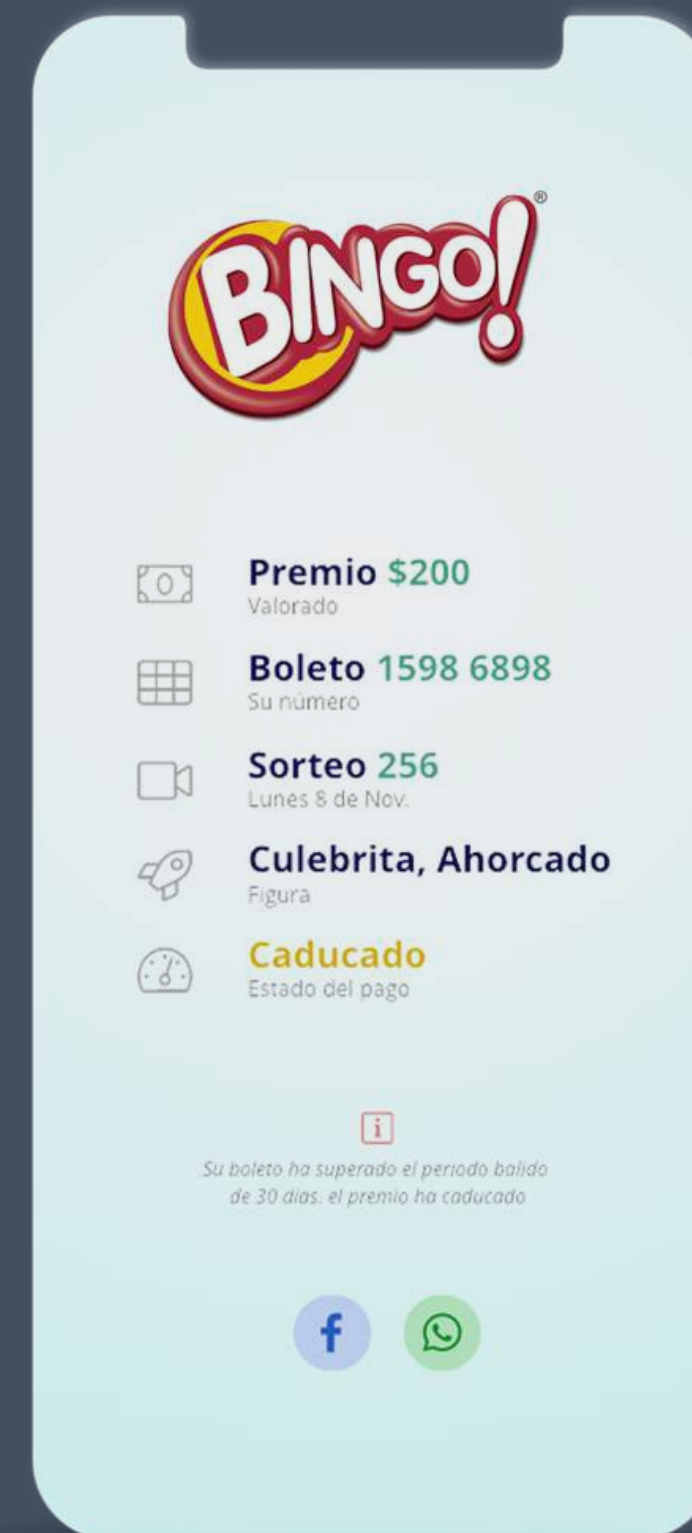 BINGO!®
Premio $200
Valorado
Boleto 1598 6898
Su número
Sorteo 256
Lunes 8 de Nov.
Culebrita, Ahorcado
Figura
Caducado
Estado del pago
i
Su boleto ha superado el periodo balido
de 30 dias. el premio ha caducado